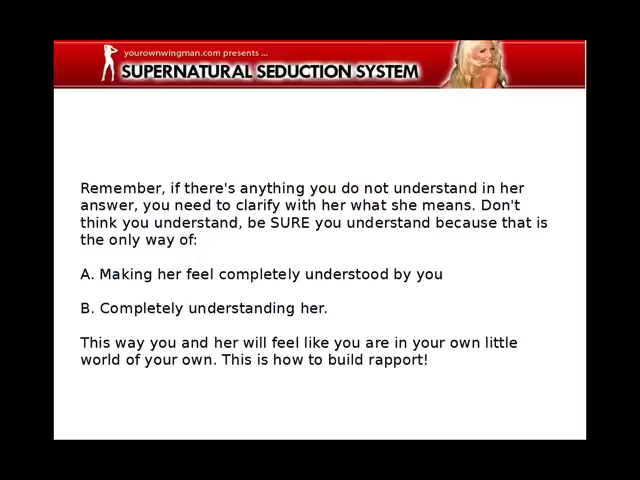 yourownwingman.com presents ...
SUPERNATURAL SEDUCTION SYSTEM
Remember, if there's anything you do not understand in her
answer, you need to clarify with her what she means. Don't
think you understand, be SURE you understand because that is
the only way of:
A. Making her feel completely understood by you
B. Completely understanding her.
This way you and her will feel like you are in your own little
world of your own. This is how to build rapport!